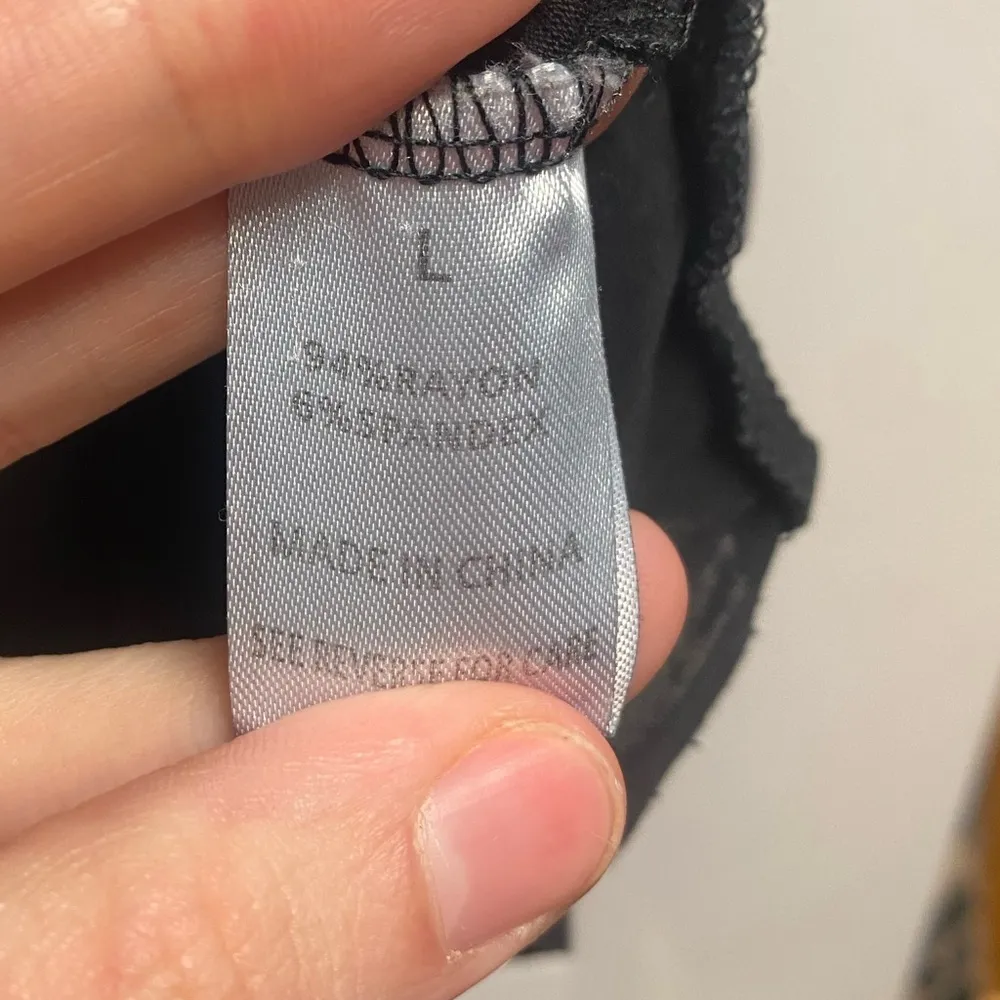 L
94%RAYON
6%SPANDEX
MADE IN CHINA
SEE REVERSE FOR CARE